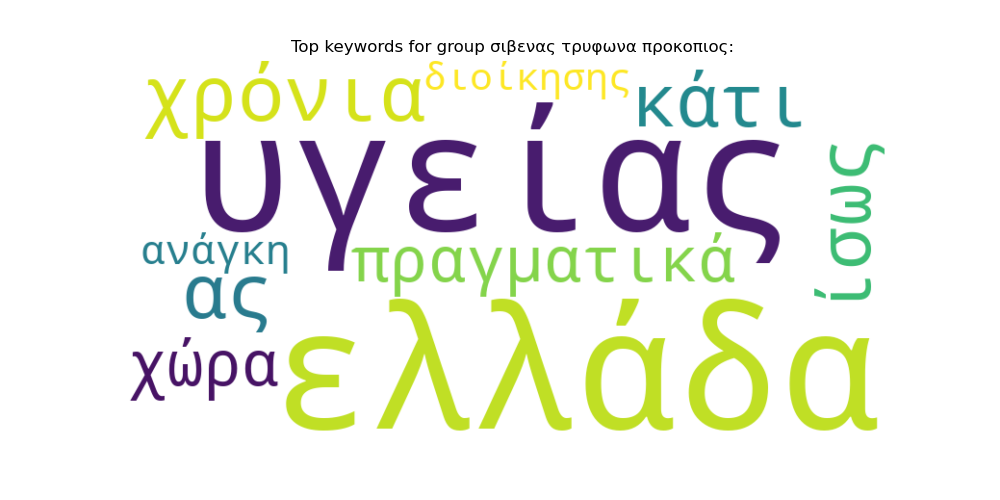 Top keywords for group σιβενας τρυφωνα προκοπιος:
χρόνια
διοίκησης
κάτι
υγείας
ίσως
ανάγκη
πραγματικά
ας
χώρα
ελλάδα